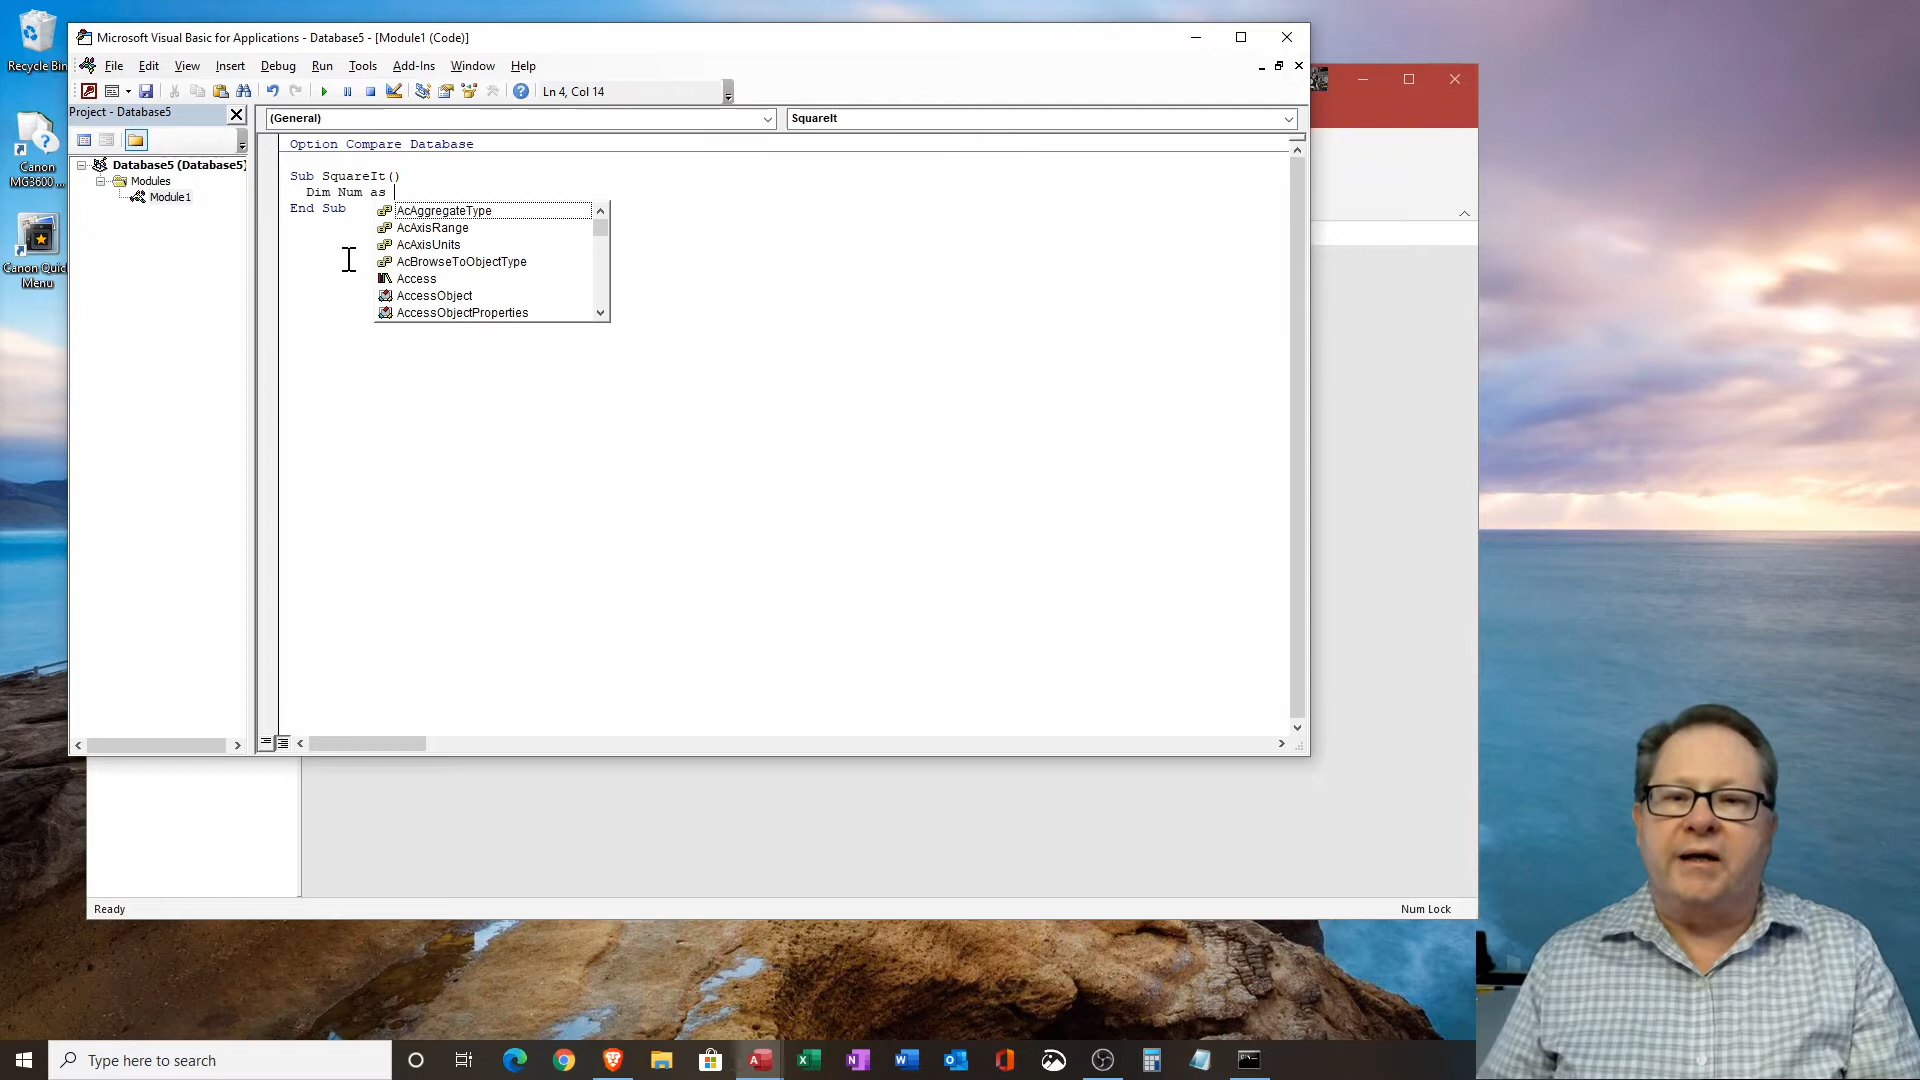 Recycle Bin
Canon
MG3600 ...
Canon Quic
Menu
Microsoft Visual Basic for Applications - Database5 - [Module1 (Code)]
File Edit View Insert Debug Run Tools Add-Ins Window Help
Ln 4, Col 14
Project - Database5
Database5 (Database5)
Modules
Module1
(General)
SquareIt
Option Compare Database
Sub SquareIt()
Dim Num as
End Sub
AcAggregateType
AcAxisRange
AcAxisUnits
AcBrowseToObjectType
Access
AccessObject
AccessObjectProperties
Ready
Num Lock
Type here to search